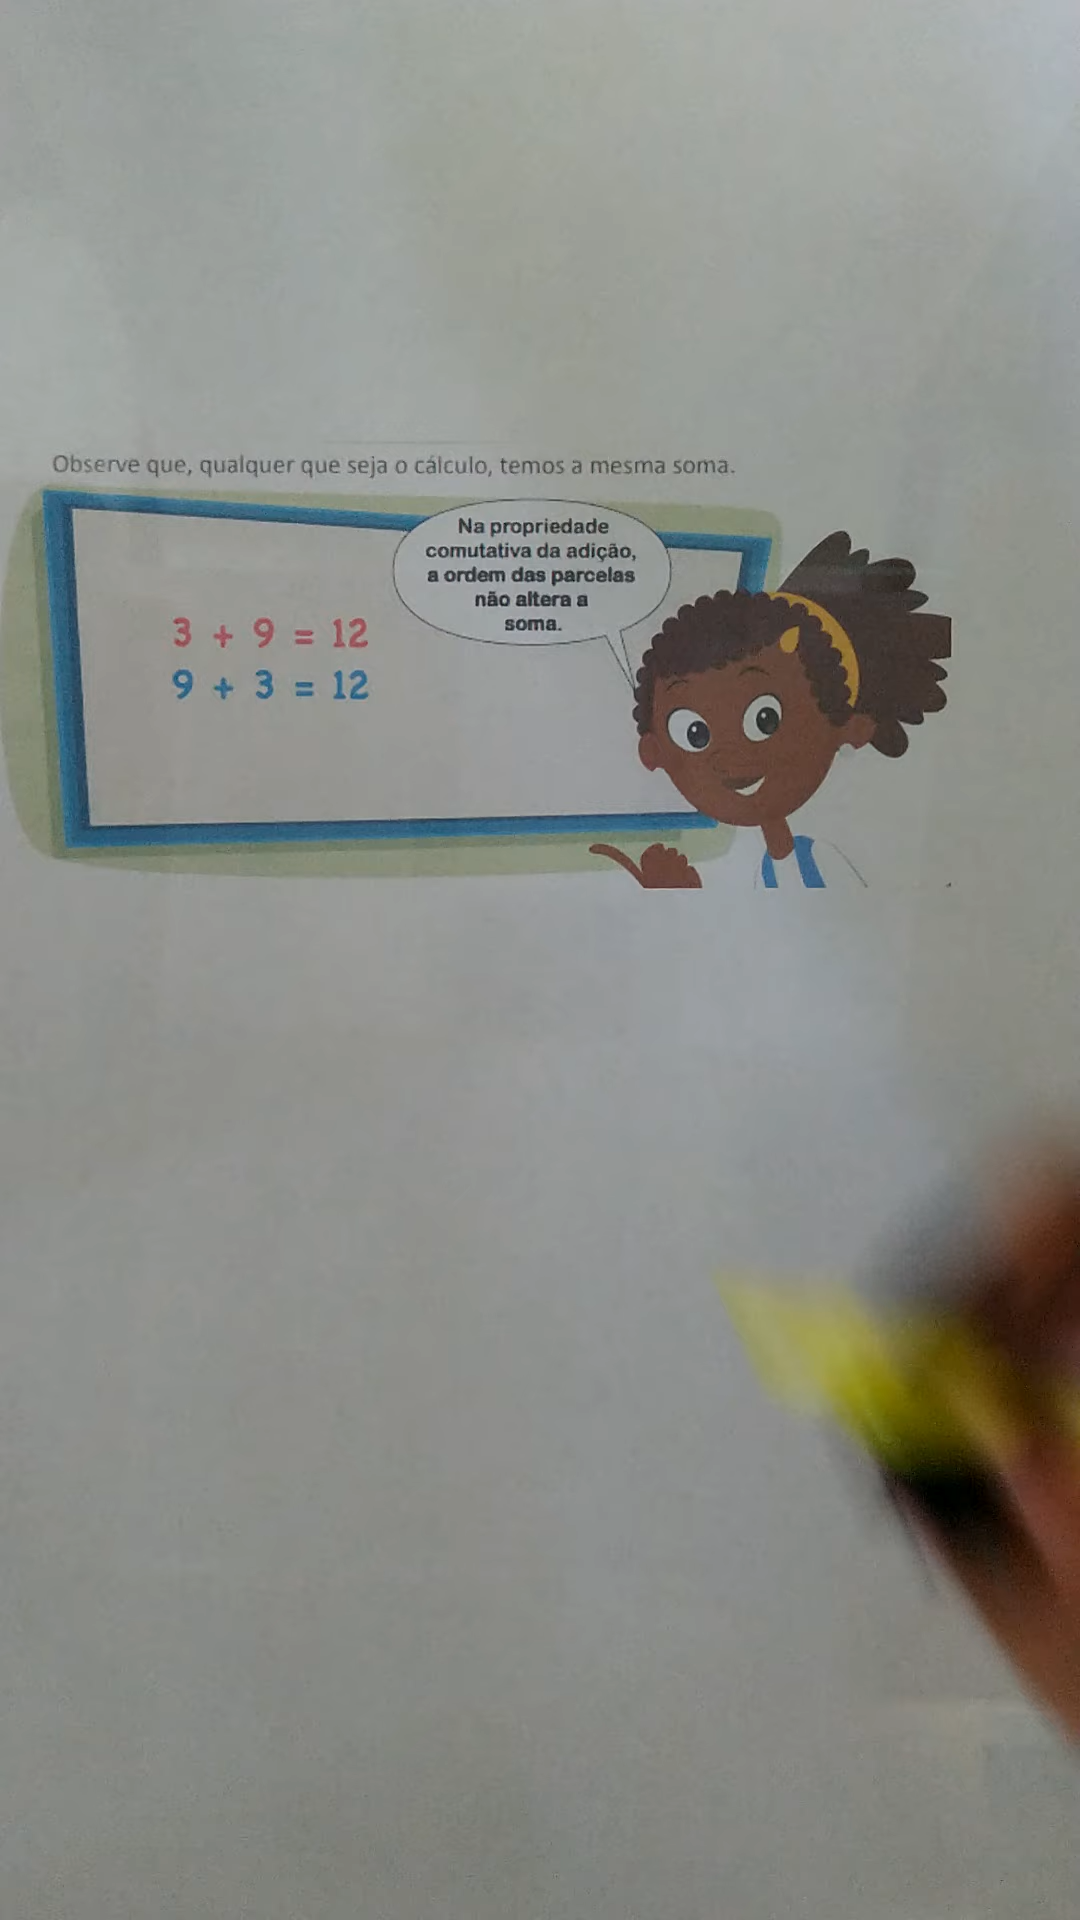 Observe que, qualquer que seja o cálculo, temos a mesma soma.
Na propriedade
comutativa da adição,
a ordem das parcelas
não altera a
soma.
3 + 9 = 12
9 + 3 = 12